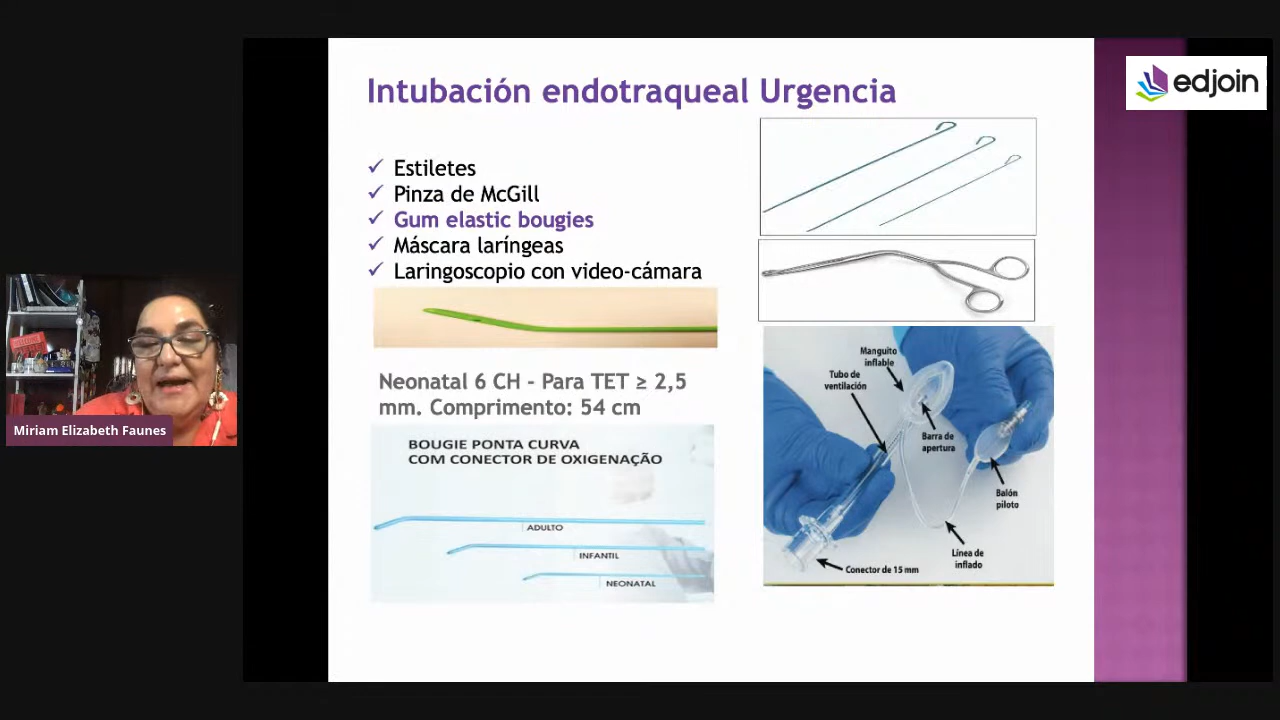 Intubación endotraqueal Urgencia
edjoin
Estiletes
Pinza de McGill
Gum elastic bougies
Máscara laríngeas
Laringoscopio con video-cámara
Neonatal 6 CH - Para TET ≥ 2,5
mm. Comprimento: 54 cm
BOUGIE PONTA CURVA
COM CONECTOR DE OXIGENAÇÃO
ADULTO
INFANTIL
NEONATAL
Manguito
inflable
Tubo de
ventilación
Barra de
apertura
Balón
piloto
Línea de
inflado
Conector de 15 mm
Miriam Elizabeth Faunes